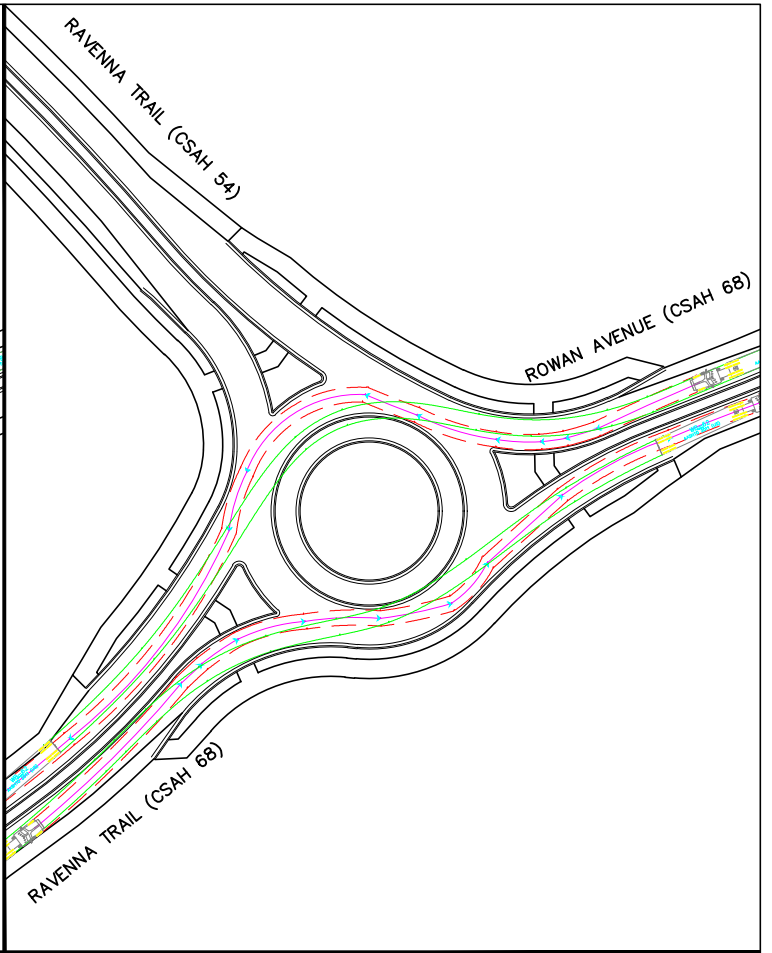 RAVENNA TRAIL (CSAH 54)
ROWAN AVENUE (CSAH 68)
RAVENNA TRAIL (CSAH 68)